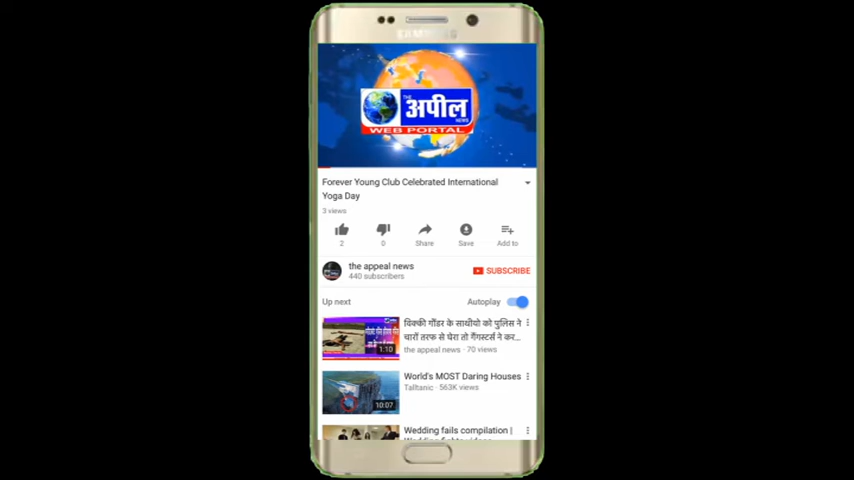 SAMSUNG
THE
अपील
NEWS
WEB PORTAL
Forever Young Club Celebrated International
Yoga Day
3 views
2
0
Share
Save
Add to
the appeal news
440 subscribers
SUBSCRIBE
Up next
Autoplay
विक्की गौंडर के साथीयो को पुलिस ने
चारों तरफ से घेरा तो गैंगस्टर्स ने कर...
the appeal news · 70 views
1:10
World's MOST Daring Houses
Talltanic · 563K views
10:07
Wedding fails compilation |